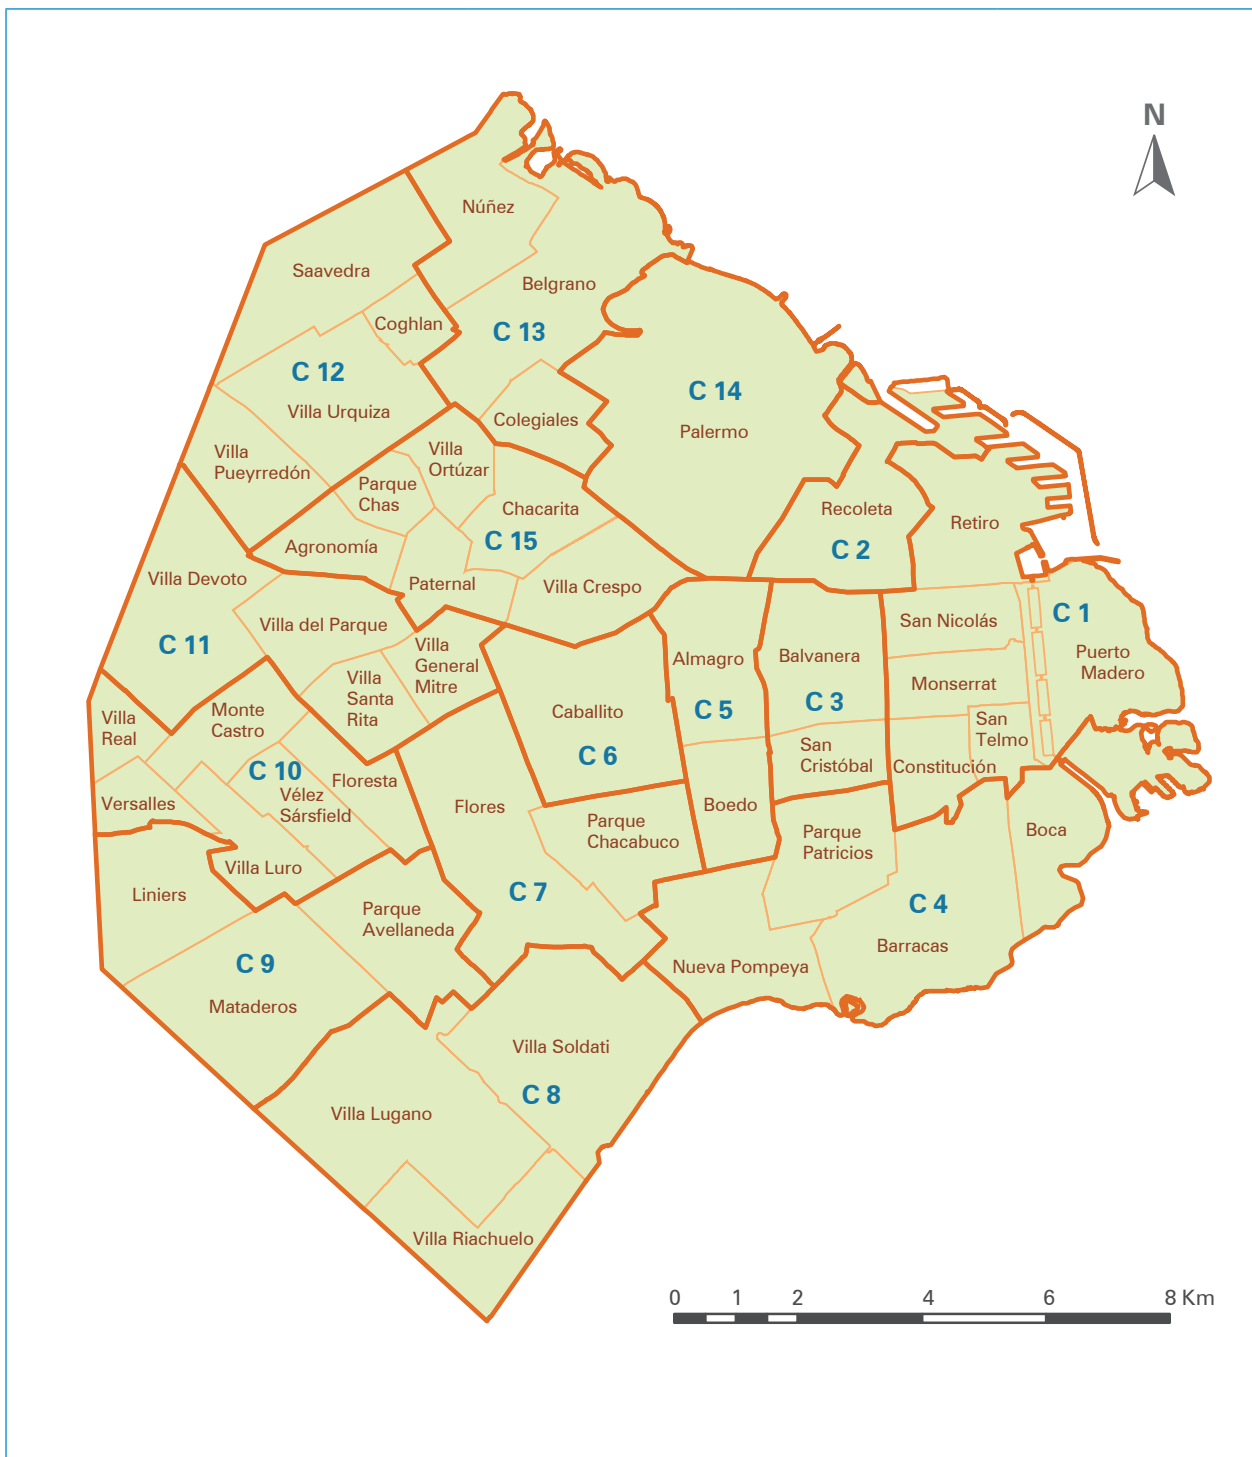 N
Núñez
Saavedra
Belgrano
Coghlan
C 13
C 12
C 14
Villa Urquiza
Colegiales
Palermo
Villa
Pueyrredón
Villa
Ortúzar
Parque
Chas
Chacarita
Recoleta
Retiro
C 15
Agronomía
C 2
Villa Devoto
Paternal
Villa Crespo
C 1
San Nicolás
Villa del Parque
C 11
Villa
General
Mitre
Almagro
Balvanera
Puerto
Madero
Villa
Santa
Rita
Monserrat
C 5
C 3
Caballito
Monte
Castro
Villa
Real
San
Telmo
San
Cristóbal
C 6
Constitución
C 10
Floresta
Versalles
Vélez
Sársfield
Flores
Boedo
Parque
Chacabuco
Parque
Patricios
Boca
Villa Luro
Liniers
C 7
C 4
Parque
Avellaneda
Barracas
C 9
Nueva Pompeya
Mataderos
Villa Soldati
C 8
Villa Lugano
Villa Riachuelo
0 1 2 4 6 8 Km